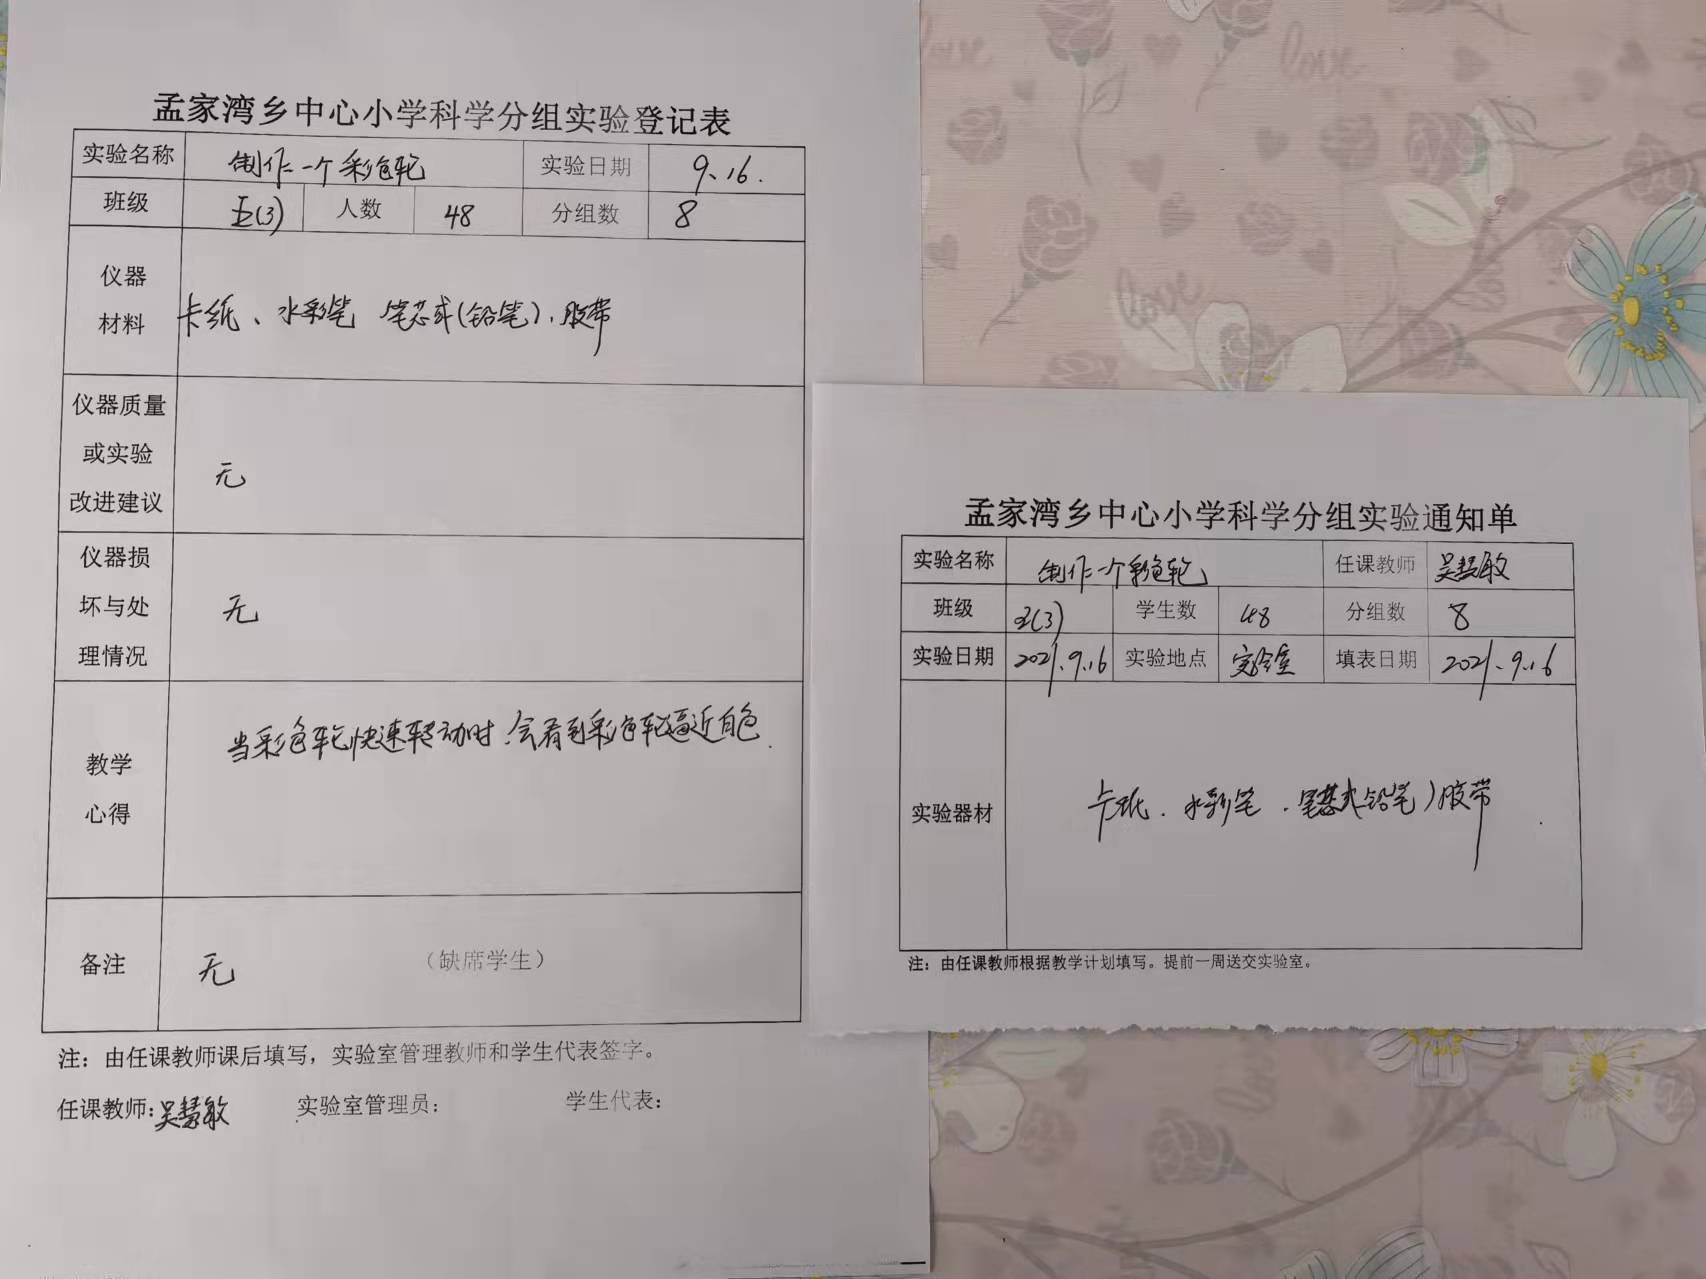 孟家湾乡中心小学科学分组实验登记表
实验名称 制作一个彩色轮 实验日期 9.16.
班级 五(3) 人数 48 分组数 8
仪器
材料
卡纸、水彩笔 笔芯或(铅笔)、胶带
仪器质量
或实验
改进建议
无
仪器损
坏与处
理情况
无
教学
心得
当彩色轮快速转动时.会看到彩色轮逼近白色.
备注 无 (缺席学生)
注：由任课教师课后填写，实验室管理教师和学生代表签字。
任课教师:吴慧敏 实验室管理员: 学生代表:
孟家湾乡中心小学科学分组实验通知单
实验名称 制作一个彩色轮 任课教师 吴慧敏
班级 五(3) 学生数 48 分组数 8
实验日期 2021.9.16 实验地点 实验室 填表日期 2021.9.16
实验器材 卡纸.水彩笔.笔芯或(铅笔)胶带
注：由任课教师根据教学计划填写。提前一周送交实验室。